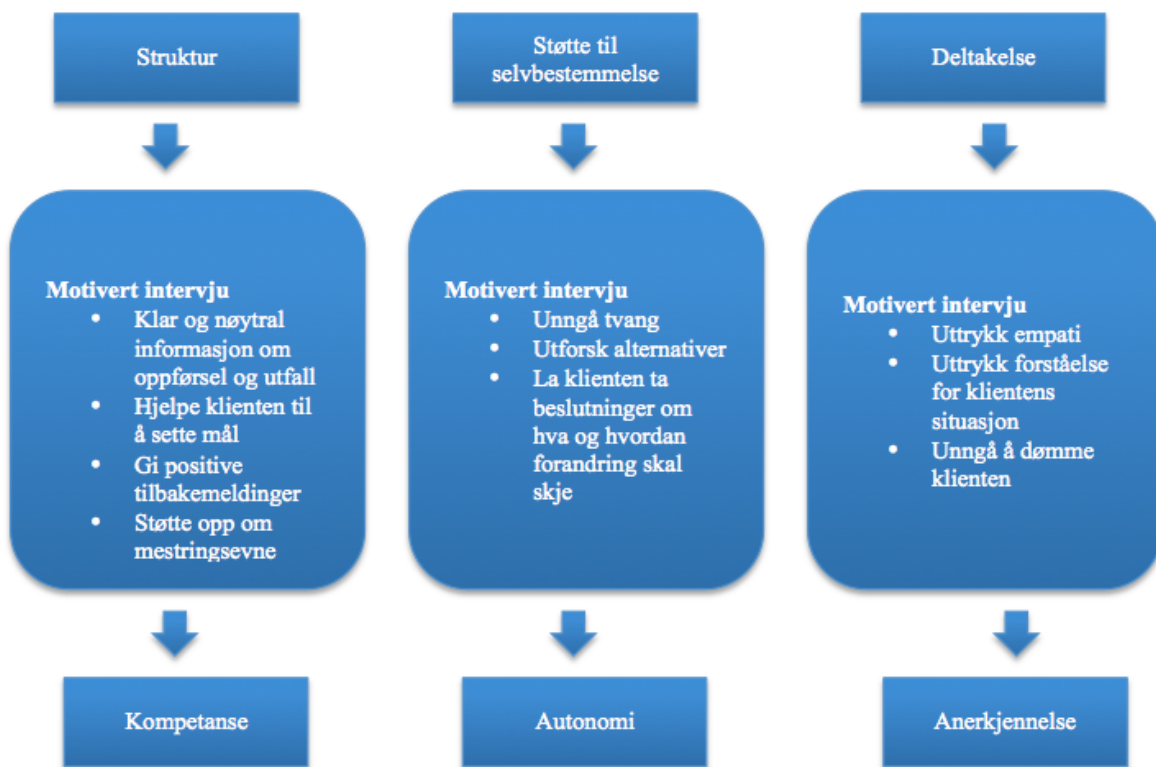 Struktur
Støtte til
selvbestemmelse
Deltakelse
Motivert intervju
• Klar og nøytral
informasjon om
oppførsel og utfall
• Hjelpe klienten til
å sette mål
• Gi positive
tilbakemeldinger
• Støtte opp om
mestringsevne
Motivert intervju
• Unngå tvang
• Utforsk alternativer
• La klienten ta
beslutninger om
hva og hvordan
forandring skal
skje
Motivert intervju
• Uttrykk empati
• Uttrykk forståelse
for klientens
situasjon
• Unngå å dømme
klienten
Kompetanse
Autonomi
Anerkjennelse